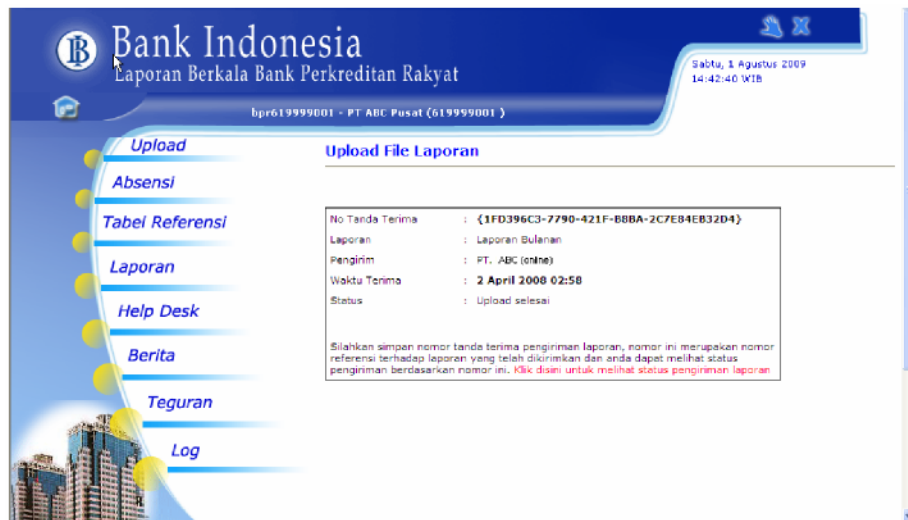 Bank Indonesia
Laporan Berkala Bank Perkreditan Rakyat
Sabtu, 1 Agustus 2009
14:42:40 WIB
bpr619999001 - PT ABC Pusat (619999001 )
Upload
Absensi
Tabel Referensi
Laporan
Help Desk
Berita
Teguran
Log
Upload File Laporan
No Tanda Terima : {1FD396C3-7790-421F-B8BA-2C7E84EB32D4}
Laporan : Laporan Bulanan
Pengirim : PT. ABC (online)
Waktu Terima : 2 April 2008 02:58
Status : Upload selesai
Silahkan simpan nomor tanda terima pengiriman laporan, nomor ini merupakan nomor
referensi terhadap laporan yang telah dikirimkan dan anda dapat melihat status
pengiriman berdasarkan nomor ini. Klik disini untuk melihat status pengiriman laporan